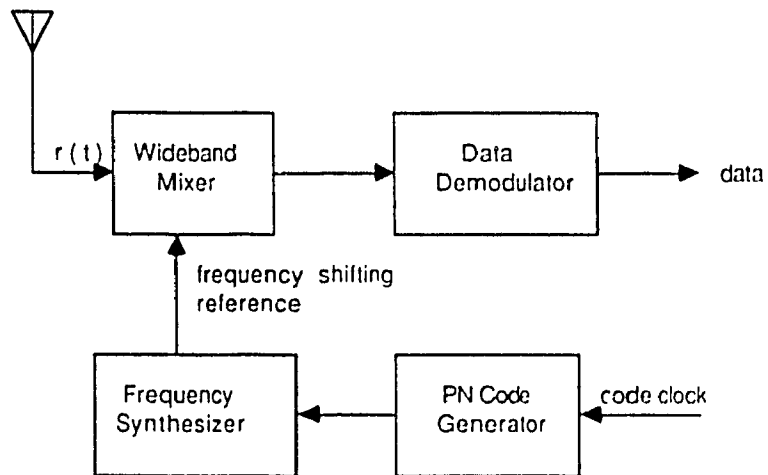 r(t)
Wideband
Mixer
Data
Demodulator
data
frequency shifting
reference
Frequency
Synthesizer
PN Code
Generator
code clock